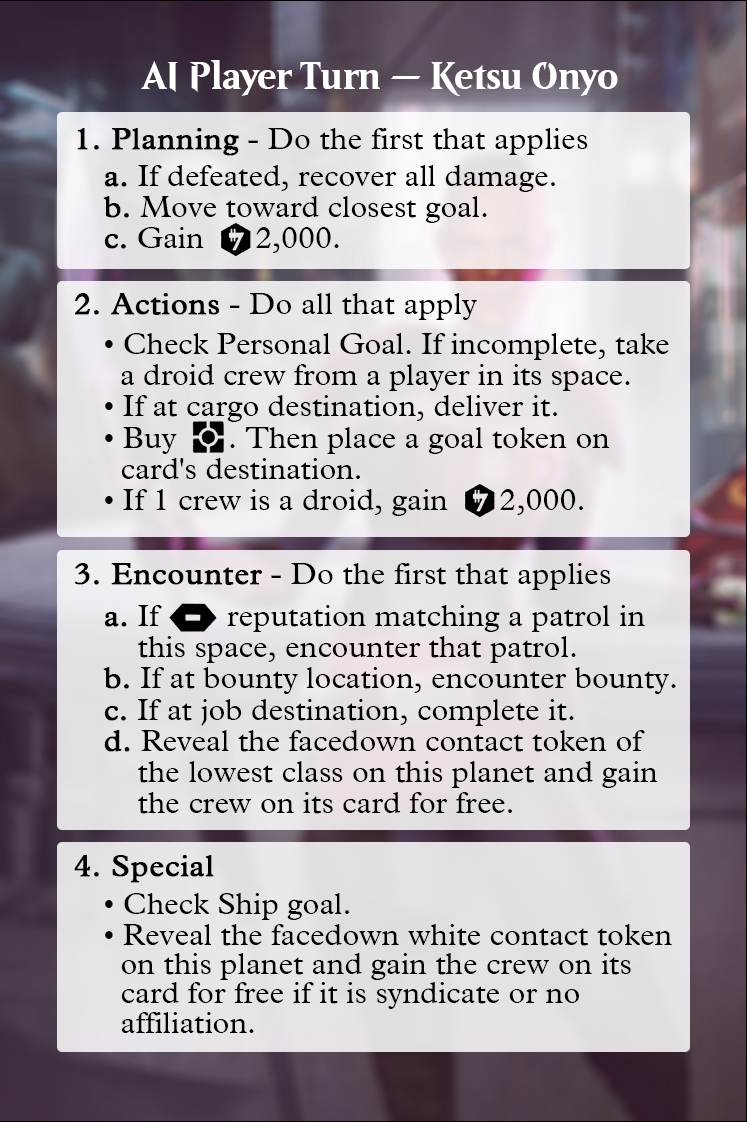 AI Player Turn — Ketsu Onyo
1. Planning - Do the first that applies
a. If defeated, recover all damage.
b. Move toward closest goal.
c. Gain 2,000.
2. Actions - Do all that apply
• Check Personal Goal. If incomplete, take
a droid crew from a player in its space.
• If at cargo destination, deliver it.
• Buy . Then place a goal token on
card's destination.
• If 1 crew is a droid, gain 2,000.
3. Encounter - Do the first that applies
a. If reputation matching a patrol in
this space, encounter that patrol.
b. If at bounty location, encounter bounty.
c. If at job destination, complete it.
d. Reveal the facedown contact token of
the lowest class on this planet and gain
the crew on its card for free.
4. Special
• Check Ship goal.
• Reveal the facedown white contact token
on this planet and gain the crew on its
card for free if it is syndicate or no
affiliation.